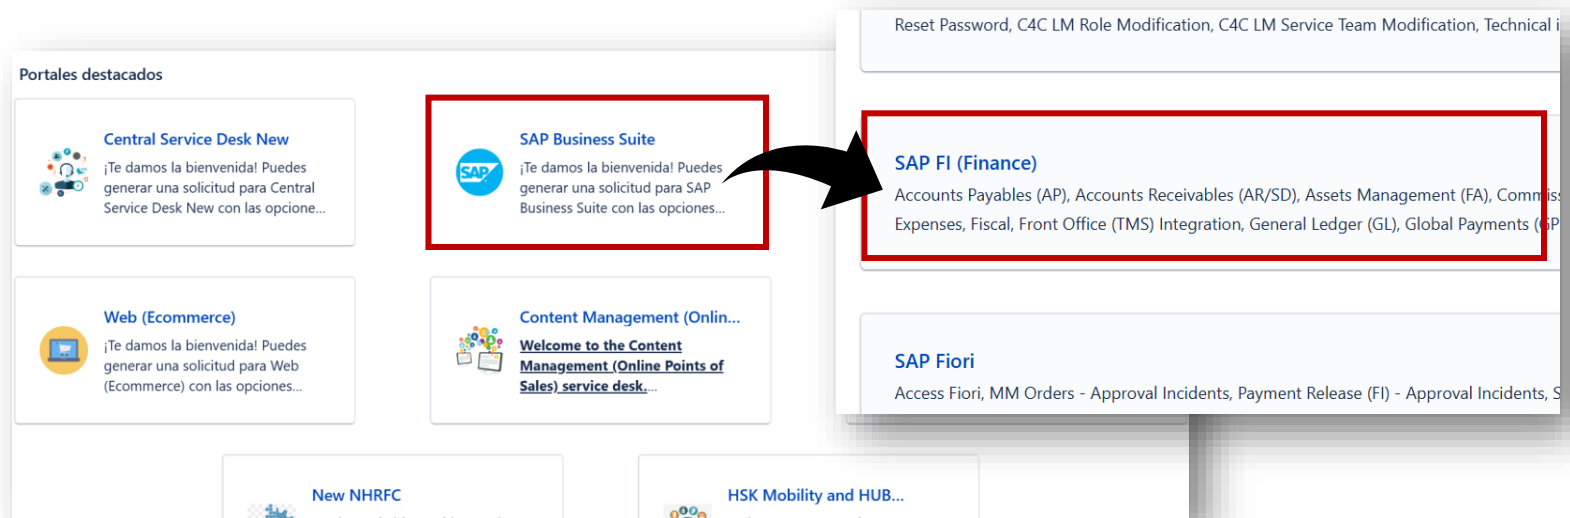 Portales destacados
Central Service Desk New
¡Te damos la bienvenida! Puedes
generar una solicitud para Central
Service Desk New con las opcione...
SAP
SAP Business Suite
¡Te damos la bienvenida! Puedes
generar una solicitud para SAP
Business Suite con las opciones...
Web (Ecommerce)
¡Te damos la bienvenida! Puedes
generar una solicitud para Web
(Ecommerce) con las opciones...
Content Management (Onlin...
Welcome to the Content
Management (Online Points of
Sales) service desk....
New NHRFC
HSK Mobility and HUB...
Reset Password, C4C LM Role Modification, C4C LM Service Team Modification, Technical i
SAP FI (Finance)
Accounts Payables (AP), Accounts Receivables (AR/SD), Assets Management (FA), Commiss
Expenses, Fiscal, Front Office (TMS) Integration, General Ledger (GL), Global Payments (GP
SAP Fiori
Access Fiori, MM Orders - Approval Incidents, Payment Release (FI) - Approval Incidents, S